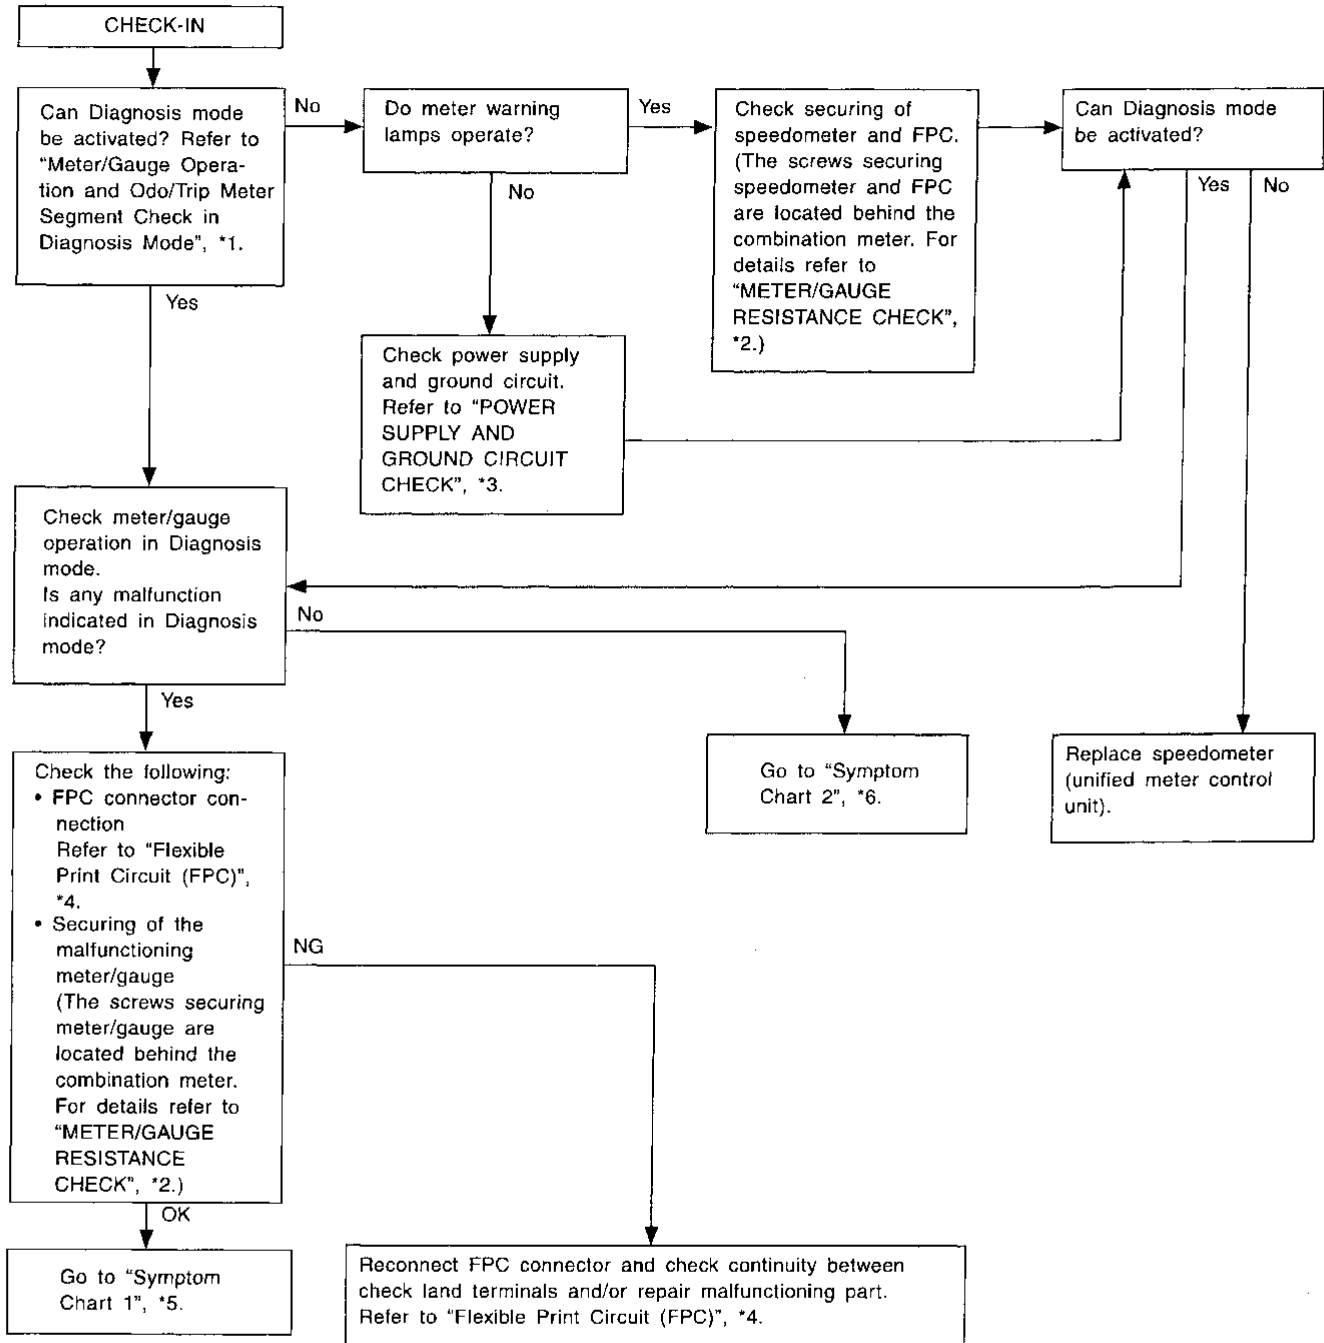 CHECK-IN
Can Diagnosis mode
be activated? Refer to
“Meter/Gauge Opera-
tion and Odo/Trip Meter
Segment Check in
Diagnosis Mode”, *1.
No
Yes
Do meter warning
lamps operate?
Yes
No
Check securing of
speedometer and FPC.
(The screws securing
speedometer and FPC
are located behind the
combination meter. For
details refer to
“METER/GAUGE
RESISTANCE CHECK”,
*2.)
Can Diagnosis mode
be activated?
Yes
No
Check power supply
and ground circuit.
Refer to “POWER
SUPPLY AND
GROUND CIRCUIT
CHECK”, *3.
Check meter/gauge
operation in Diagnosis
mode.
Is any malfunction
indicated in Diagnosis
mode?
No
Yes
Go to “Symptom
Chart 2”, *6.
Replace speedometer
(unified meter control
unit).
Check the following:
• FPC connector con-
nection
Refer to “Flexible
Print Circuit (FPC)”,
*4.
• Securing of the
malfunctioning
meter/gauge
(The screws securing
meter/gauge are
located behind the
combination meter.
For details refer to
“METER/GAUGE
RESISTANCE
CHECK”, *2.)
NG
OK
Go to “Symptom
Chart 1”, *5.
Reconnect FPC connector and check continuity between
check land terminals and/or repair malfunctioning part.
Refer to “Flexible Print Circuit (FPC)”, *4.